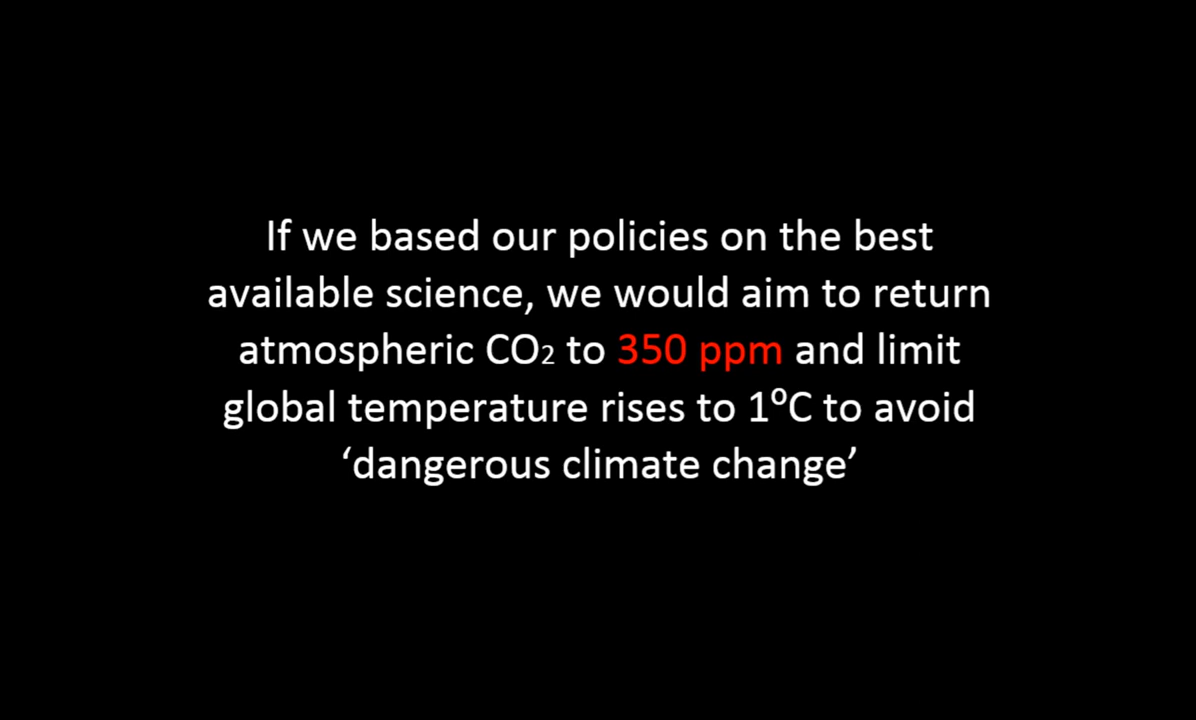 If we based our policies on the best
available science, we would aim to return
atmospheric CO₂ to 350 ppm and limit
global temperature rises to 1⁰C to avoid
‘dangerous climate change’